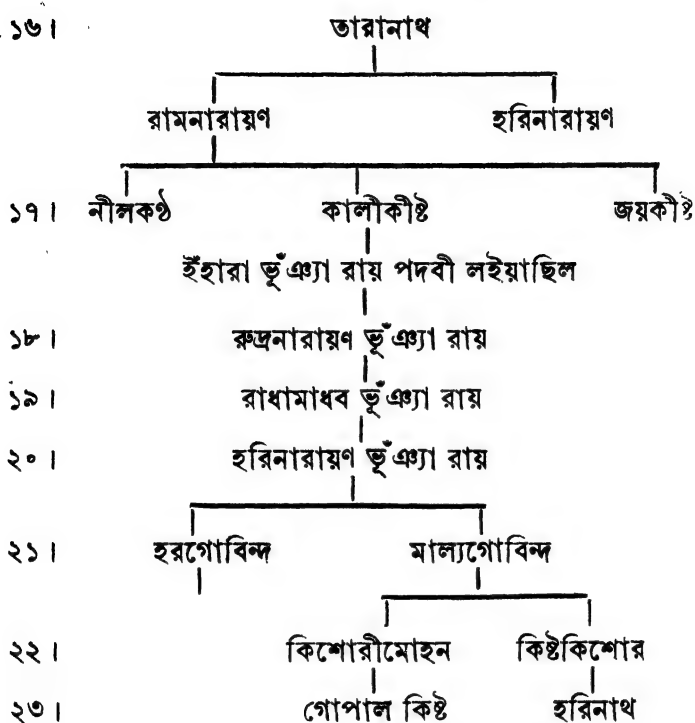 ১৬। তারানাথ
রামনারায়ণ হরিনারায়ণ
১৭। নীলকণ্ঠ কালীকীষ্ট জয়কীষ্ট
ইঁহারা ভূঁঞ্যা রায় পদবী লইয়াছিল
১৮। রুদ্রনারায়ণ ভূঁঞ্যা রায়
১৯। রাধামাধব ভূঁঞ্যা রায়
২০। হরিনারায়ণ ভূঁঞ্যা রায়
২১। হরগোবিন্দ মাল্যগোবিন্দ
২২। কিশোরীমোহন কিষ্টকিশোর
২৩। গোপাল কিষ্ট হরিনাথ